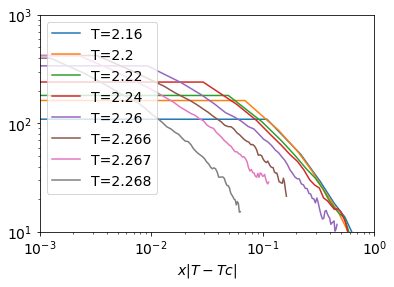 10³
T=2.16
T=2.2
T=2.22
T=2.24
T=2.26
T=2.266
T=2.267
T=2.268
10²
10¹
10⁻³ 10⁻² 10⁻¹ 10⁰
x|T − Tc|